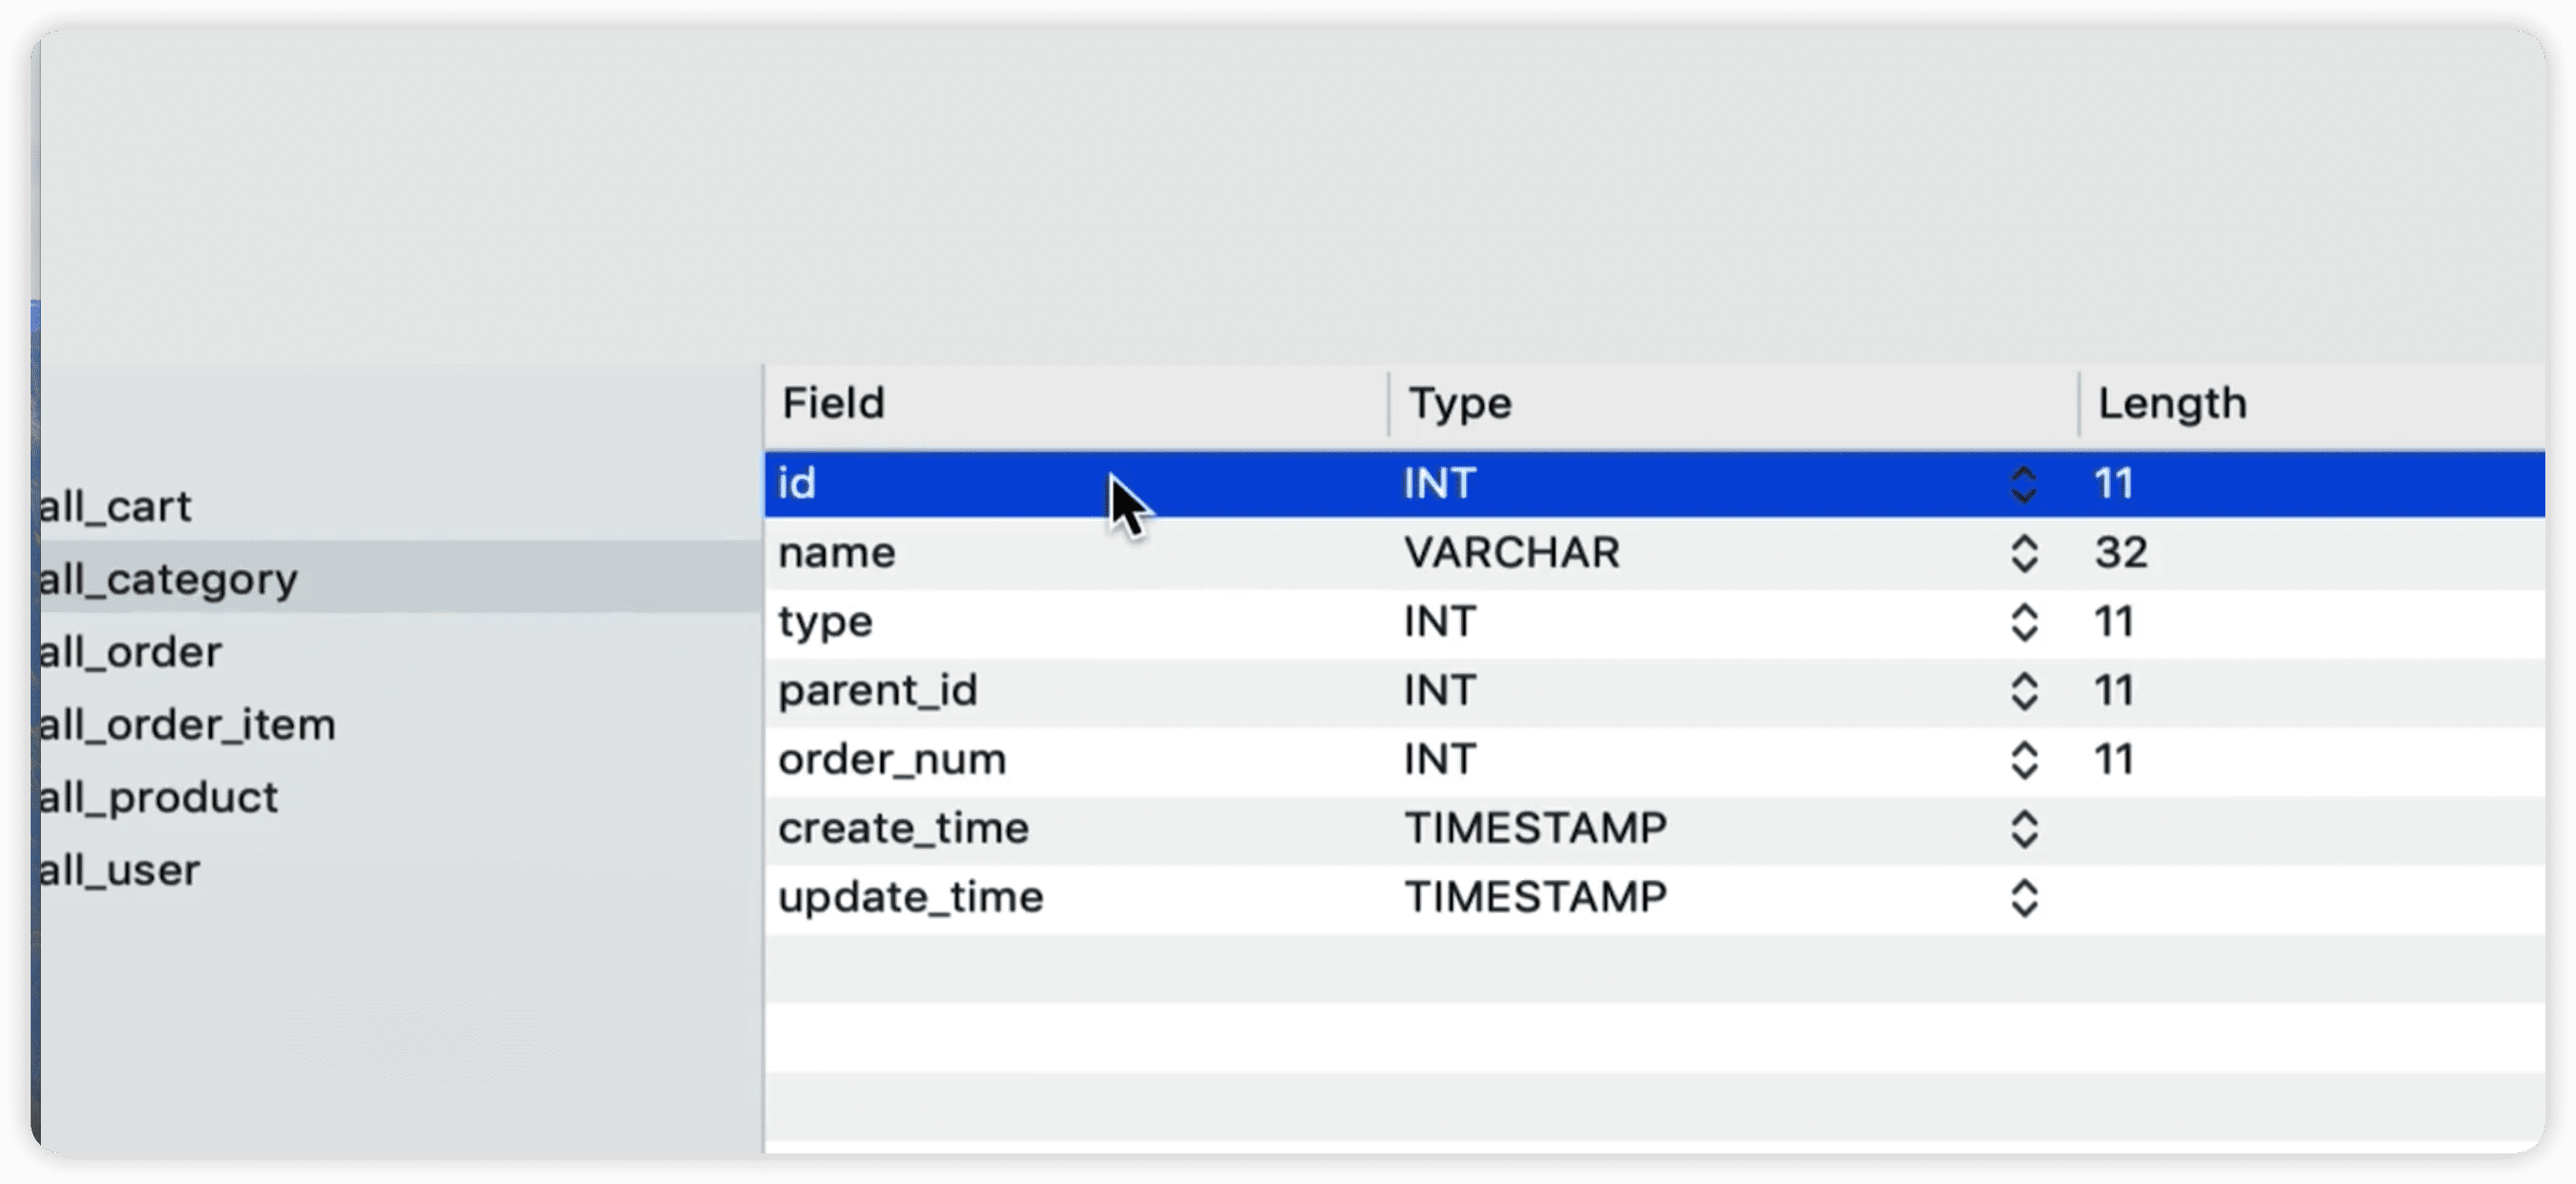 all_cart
all_category
all_order
all_order_item
all_product
all_user
Field Type Length
id INT 11
name VARCHAR 32
type INT 11
parent_id INT 11
order_num INT 11
create_time TIMESTAMP
update_time TIMESTAMP